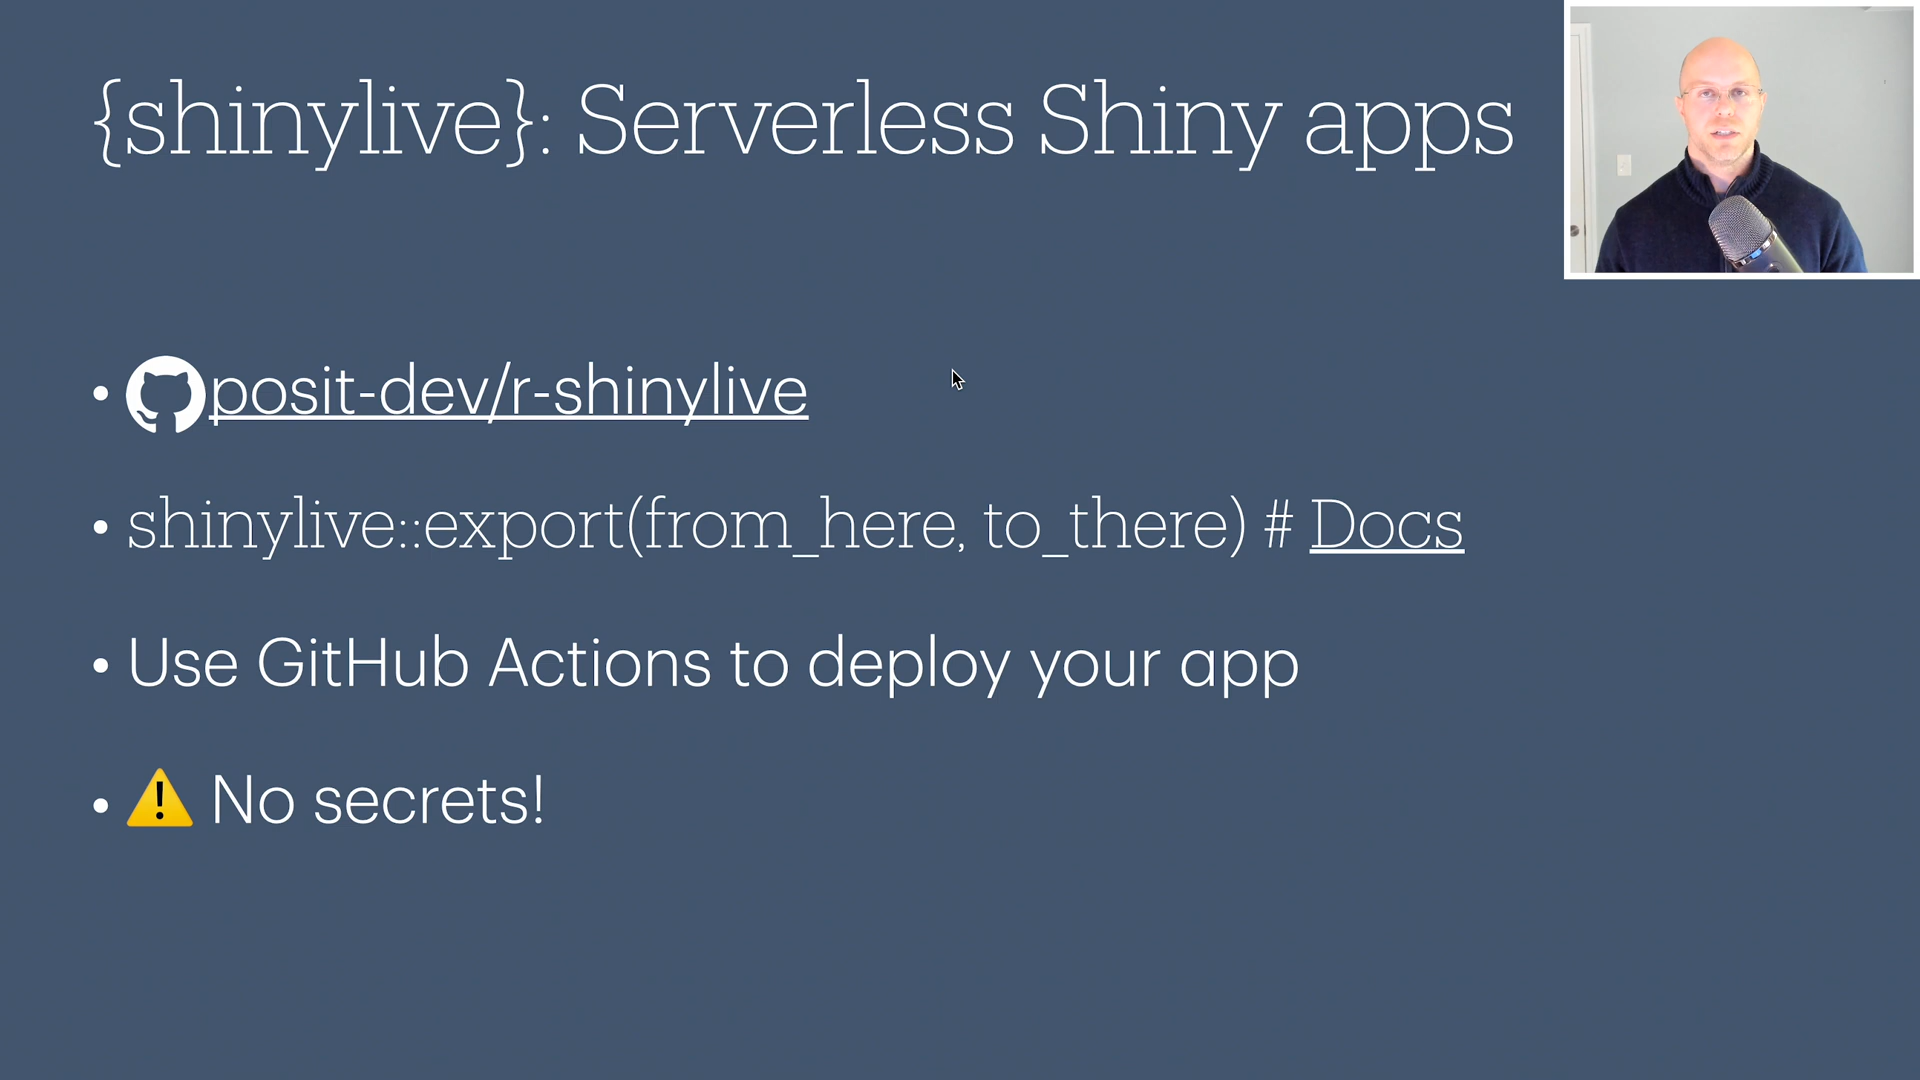 {shinylive}: Serverless Shiny apps
• posit-dev/r-shinylive
• shinylive::export(from_here, to_there) # Docs
• Use GitHub Actions to deploy your app
• ⚠️ No secrets!